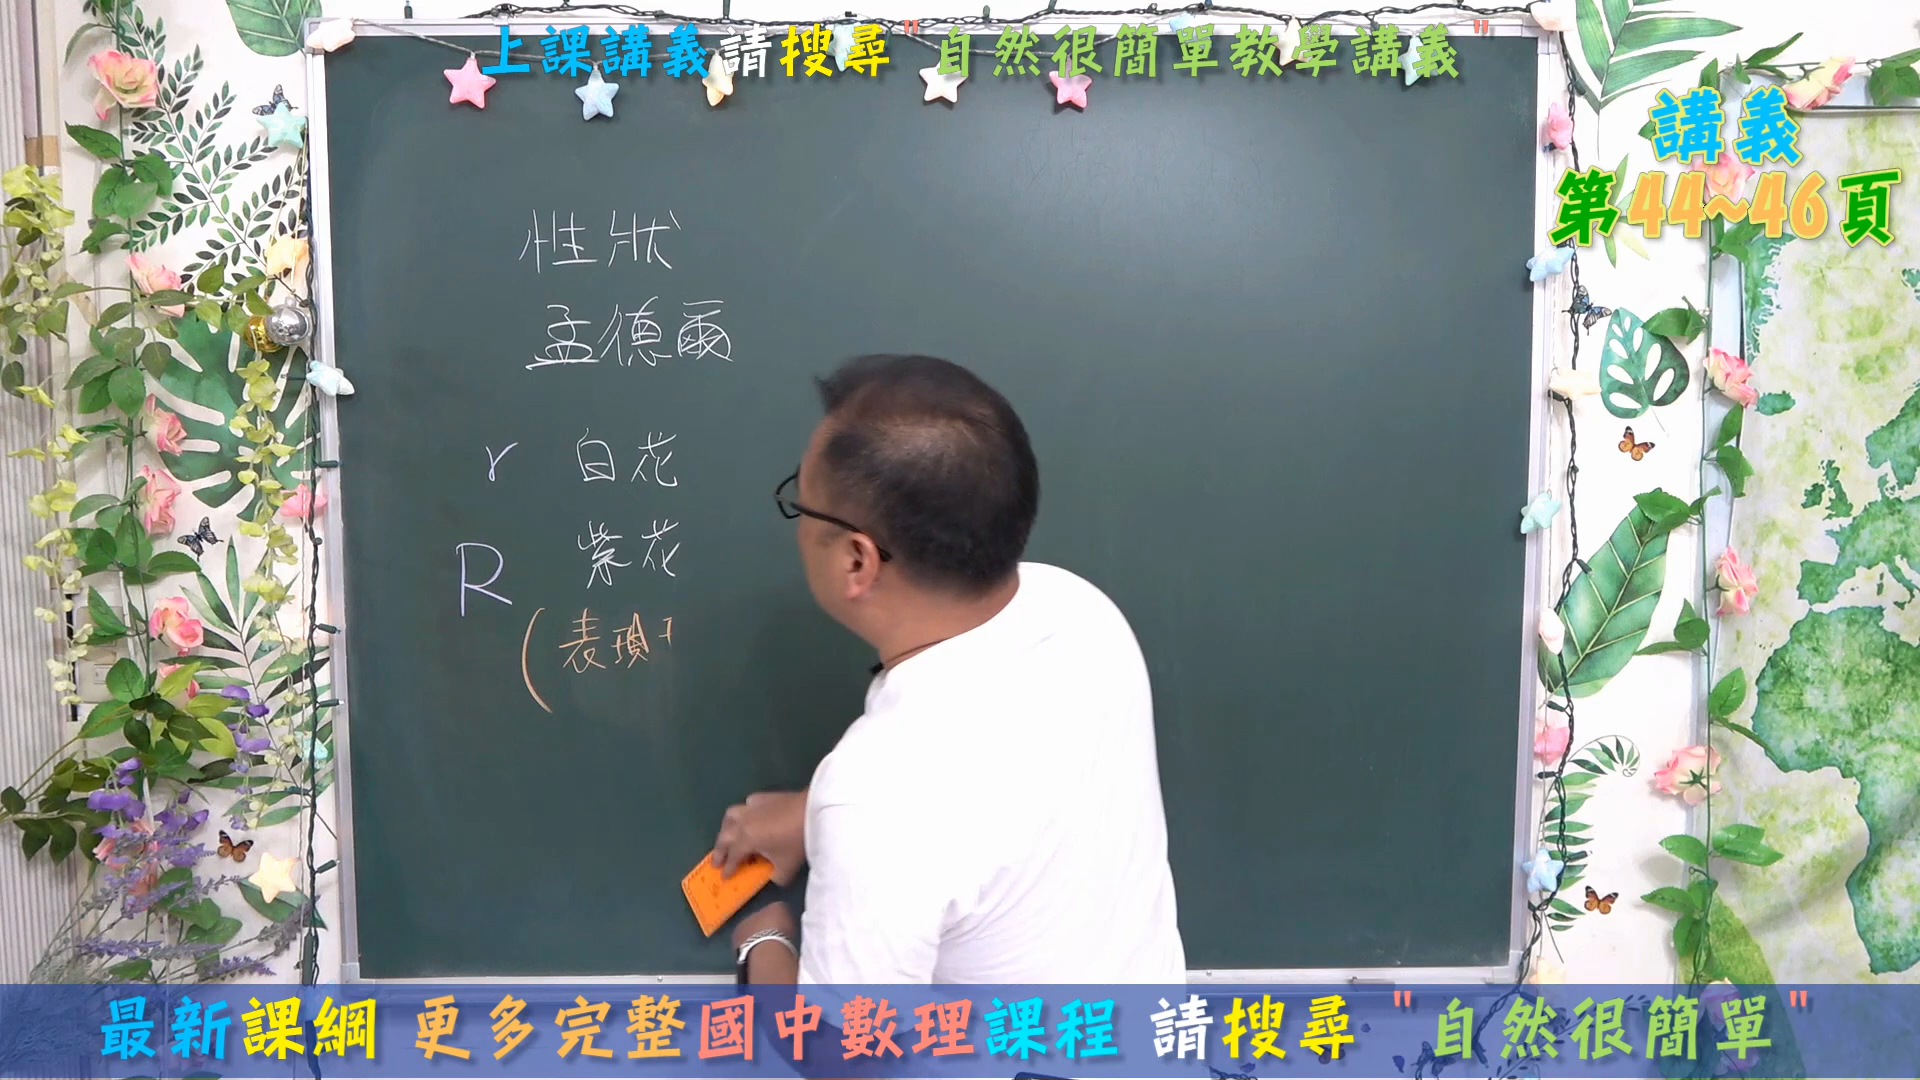 上課講義請搜尋"自然很簡單教學講義"
講義
第44~46頁
性狀
孟德爾
r 白花
R 紫花
(表現
最新課綱 更多完整國中數理課程 請搜尋"自然很簡單"